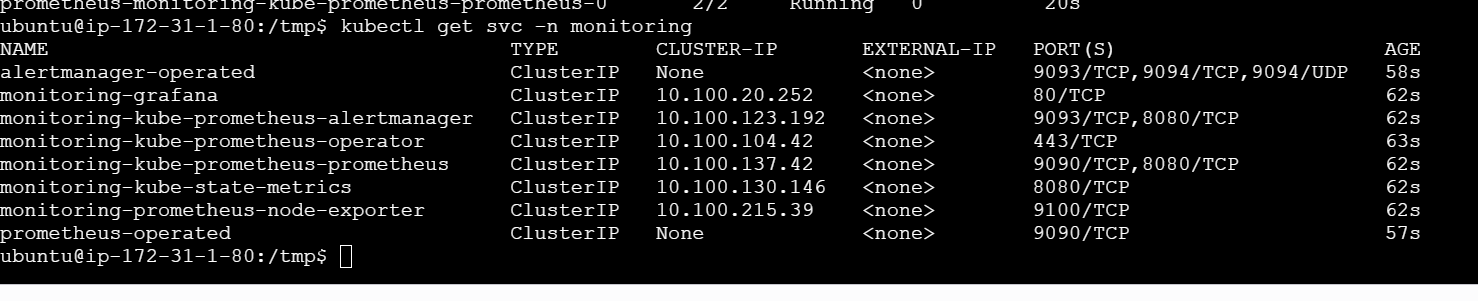 prometheus-monitoring-kube-prometheus-prometheus-0 2/2 Running 0 20s
ubuntu@ip-172-31-1-80:/tmp$ kubectl get svc -n monitoring
NAME TYPE CLUSTER-IP EXTERNAL-IP PORT(S) AGE
alertmanager-operated ClusterIP None <none> 9093/TCP,9094/TCP,9094/UDP 58s
monitoring-grafana ClusterIP 10.100.20.252 <none> 80/TCP 62s
monitoring-kube-prometheus-alertmanager ClusterIP 10.100.123.192 <none> 9093/TCP,8080/TCP 62s
monitoring-kube-prometheus-operator ClusterIP 10.100.104.42 <none> 443/TCP 63s
monitoring-kube-prometheus-prometheus ClusterIP 10.100.137.42 <none> 9090/TCP,8080/TCP 62s
monitoring-kube-state-metrics ClusterIP 10.100.130.146 <none> 8080/TCP 62s
monitoring-prometheus-node-exporter ClusterIP 10.100.215.39 <none> 9100/TCP 62s
prometheus-operated ClusterIP None <none> 9090/TCP 57s
ubuntu@ip-172-31-1-80:/tmp$